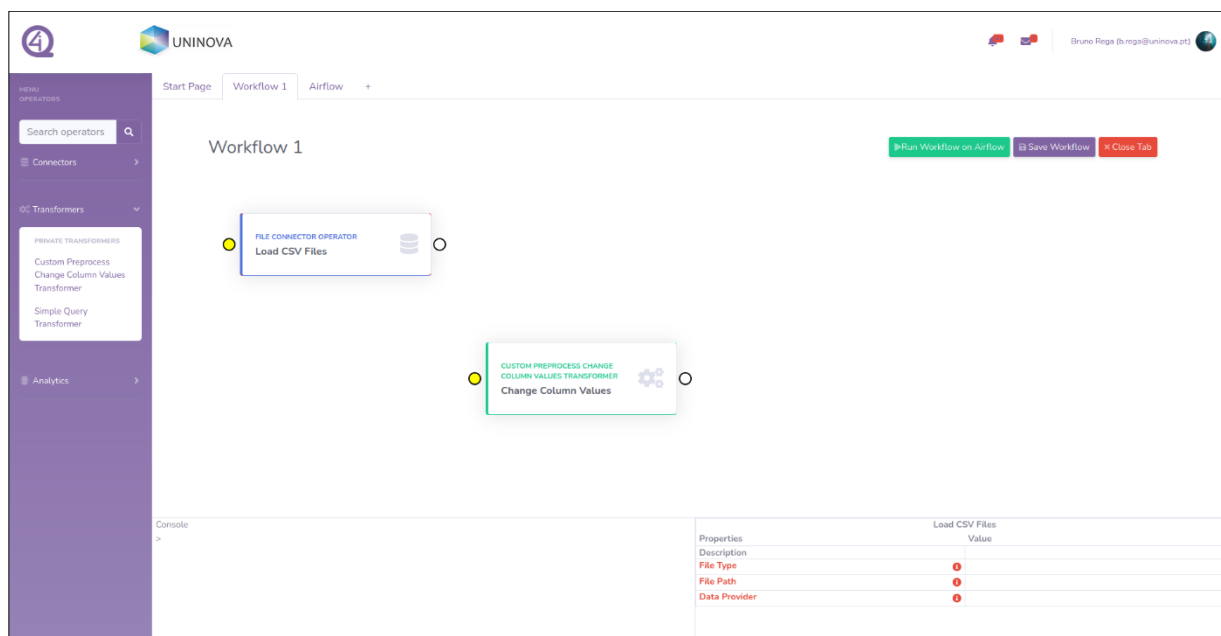 UNINOVA
Bruno Rega (b.rega@uninova.pt)
MENU
OPERATORS
Search operators
Connectors
Transformers
PRIVATE TRANSFORMERS
Custom Preprocess
Change Column Values
Transformer
Simple Query
Transformer
Analytics
Start Page Workflow 1 Airflow +
Workflow 1
Run Workflow on Airflow Save Workflow × Close Tab
FILE CONNECTOR OPERATOR
Load CSV Files
CUSTOM PREPROCESS CHANGE
COLUMN VALUES TRANSFORMER
Change Column Values
Console
>
Load CSV Files
Properties Value
Description
File Type
File Path
Data Provider